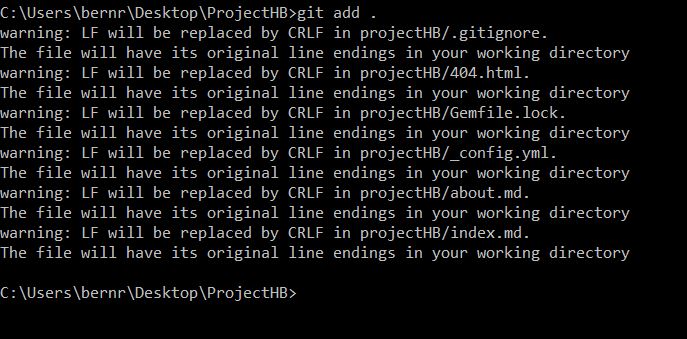 C:\Users\bernr\Desktop\ProjectHB>git add .
warning: LF will be replaced by CRLF in projectHB/.gitignore.
The file will have its original line endings in your working directory
warning: LF will be replaced by CRLF in projectHB/404.html.
The file will have its original line endings in your working directory
warning: LF will be replaced by CRLF in projectHB/Gemfile.lock.
The file will have its original line endings in your working directory
warning: LF will be replaced by CRLF in projectHB/_config.yml.
The file will have its original line endings in your working directory
warning: LF will be replaced by CRLF in projectHB/about.md.
The file will have its original line endings in your working directory
warning: LF will be replaced by CRLF in projectHB/index.md.
The file will have its original line endings in your working directory
C:\Users\bernr\Desktop\ProjectHB>